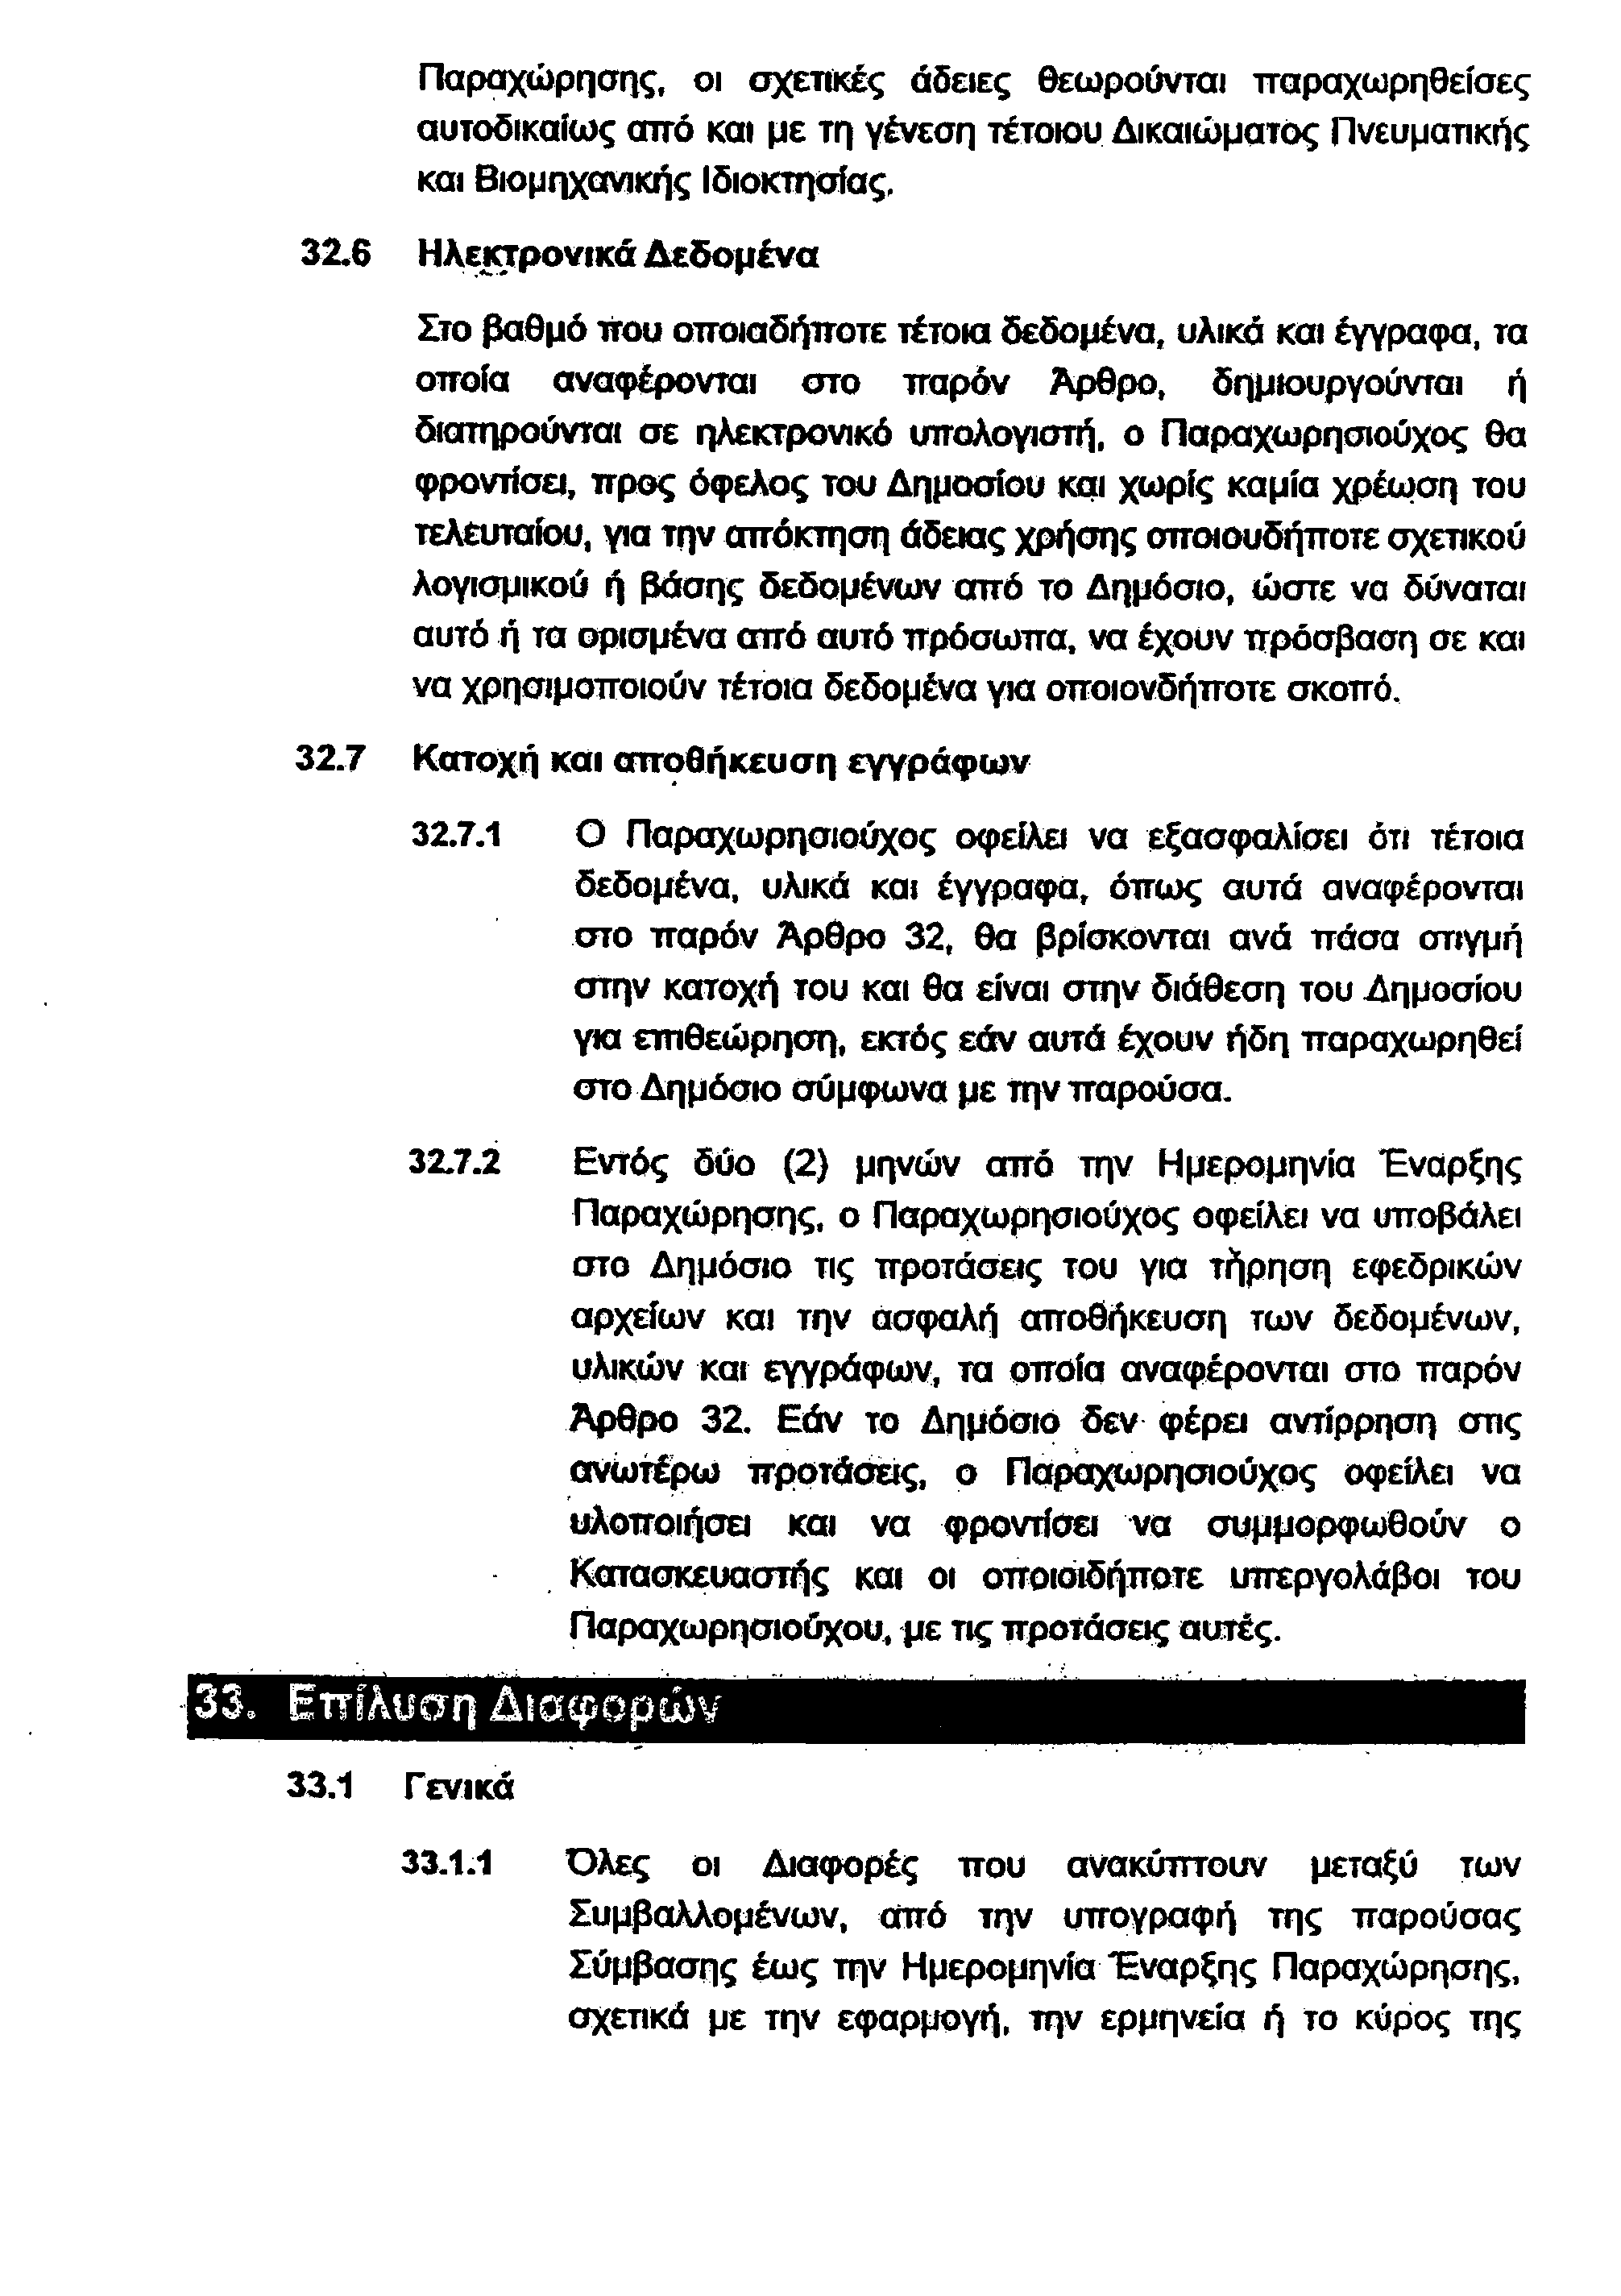 Παραχώρησης, οι σχετικές άδειες θεωρούνται παραχωρηθείσες
αυτοδικαίως από και με τη γένεση τέτοιου Δικαιώματος Πνευματικής
και Βιομηχανικής Ιδιοκτησίας.
32.6 Ηλεκτρονικά Δεδομένα
Στο βαθμό που οποιαδήποτε τέτοια δεδομένα, υλικά και έγγραφα, τα
οποία αναφέρονται στο παρόν Άρθρο, δημιουργούνται ή
διατηρούνται σε ηλεκτρονικό υπολογιστή, ο Παραχωρησιούχος θα
φροντίσει, προς όφελος του Δημοσίου και χωρίς καμία χρέωση του
τελευταίου, για την απόκτηση άδειας χρήσης οποιουδήποτε σχετικού
λογισμικού ή βάσης δεδομένων από το Δημόσιο, ώστε να δύναται
αυτό ή τα ορισμένα από αυτό πρόσωπα, να έχουν πρόσβαση σε και
να χρησιμοποιούν τέτοια δεδομένα για οποιονδήποτε σκοπό.
32.7 Κατοχή και αποθήκευση εγγράφων
32.7.1 Ο Παραχωρησιούχος οφείλει να εξασφαλίσει ότι τέτοια
δεδομένα, υλικά και έγγραφα, όπως αυτά αναφέρονται
στο παρόν Άρθρο 32, θα βρίσκονται ανά πάσα στιγμή
στην κατοχή του και θα είναι στην διάθεση του Δημοσίου
για επιθεώρηση, εκτός εάν αυτά έχουν ήδη παραχωρηθεί
στο Δημόσιο σύμφωνα με την παρούσα.
32.7.2 Εντός δύο (2) μηνών από την Ημερομηνία Έναρξης
Παραχώρησης, ο Παραχωρησιούχος οφείλει να υποβάλει
στο Δημόσιο τις προτάσεις του για τήρηση εφεδρικών
αρχείων και την ασφαλή αποθήκευση των δεδομένων,
υλικών και εγγράφων, τα οποία αναφέρονται στο παρόν
Άρθρο 32. Εάν το Δημόσιο δεν φέρει αντίρρηση στις
ανωτέρω προτάσεις, ο Παραχωρησιούχος οφείλει να
υλοποιήσει και να φροντίσει να συμμορφωθούν ο
Κατασκευαστής και οι οποιοιδήποτε υπεργολάβοι του
Παραχωρησιούχου, με τις προτάσεις αυτές.
33. Επίλυση Διαφορών
33.1 Γενικά
33.1.1 Όλες οι Διαφορές που ανακύπτουν μεταξύ των
Συμβαλλομένων, από την υπογραφή της παρούσας
Σύμβασης έως την Ημερομηνία Έναρξης Παραχώρησης,
σχετικά με την εφαρμογή, την ερμηνεία ή το κύρος της